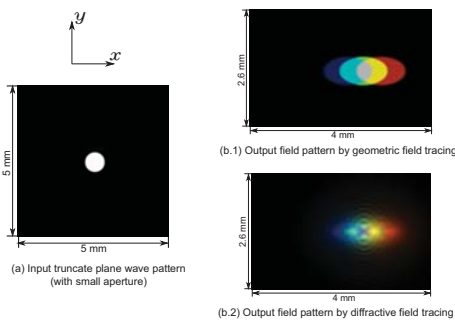 y
x
5 mm
5 mm
(a) Input truncate plane wave pattern
(with small aperture)
2.6 mm
4 mm
(b.1) Output field pattern by geometric field tracing
2.6 mm
4 mm
(b.2) Output field pattern by diffractive field tracing